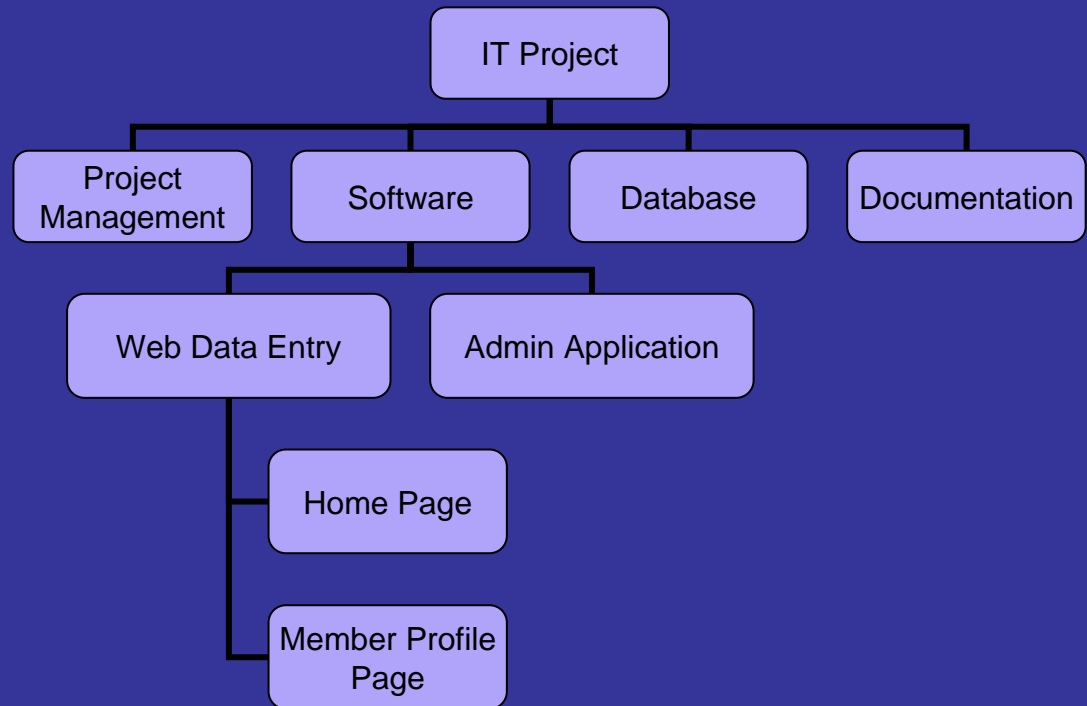 IT Project
Project
Management
Software
Database
Documentation
Web Data Entry
Admin Application
Home Page
Member Profile
Page